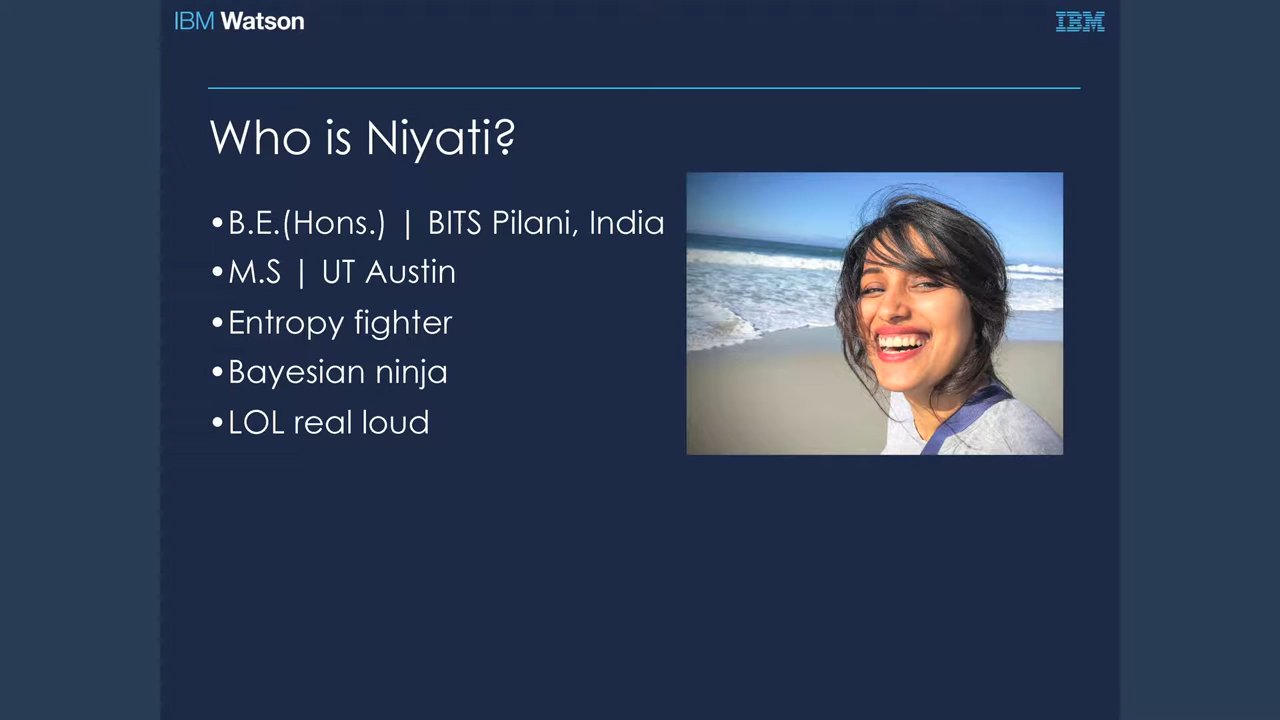 IBM Watson
IBM
Who is Niyati?
•B.E.(Hons.) | BITS Pilani, India
•M.S | UT Austin
•Entropy fighter
•Bayesian ninja
•LOL real loud